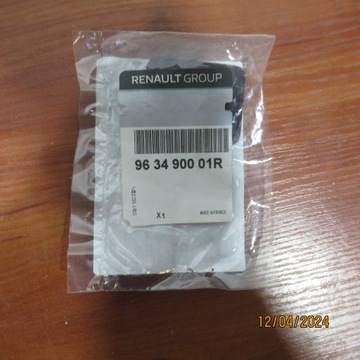 RENAULT GROUP
96 34 900 01R
X1
MADE IN FRANCE
12/04/2024